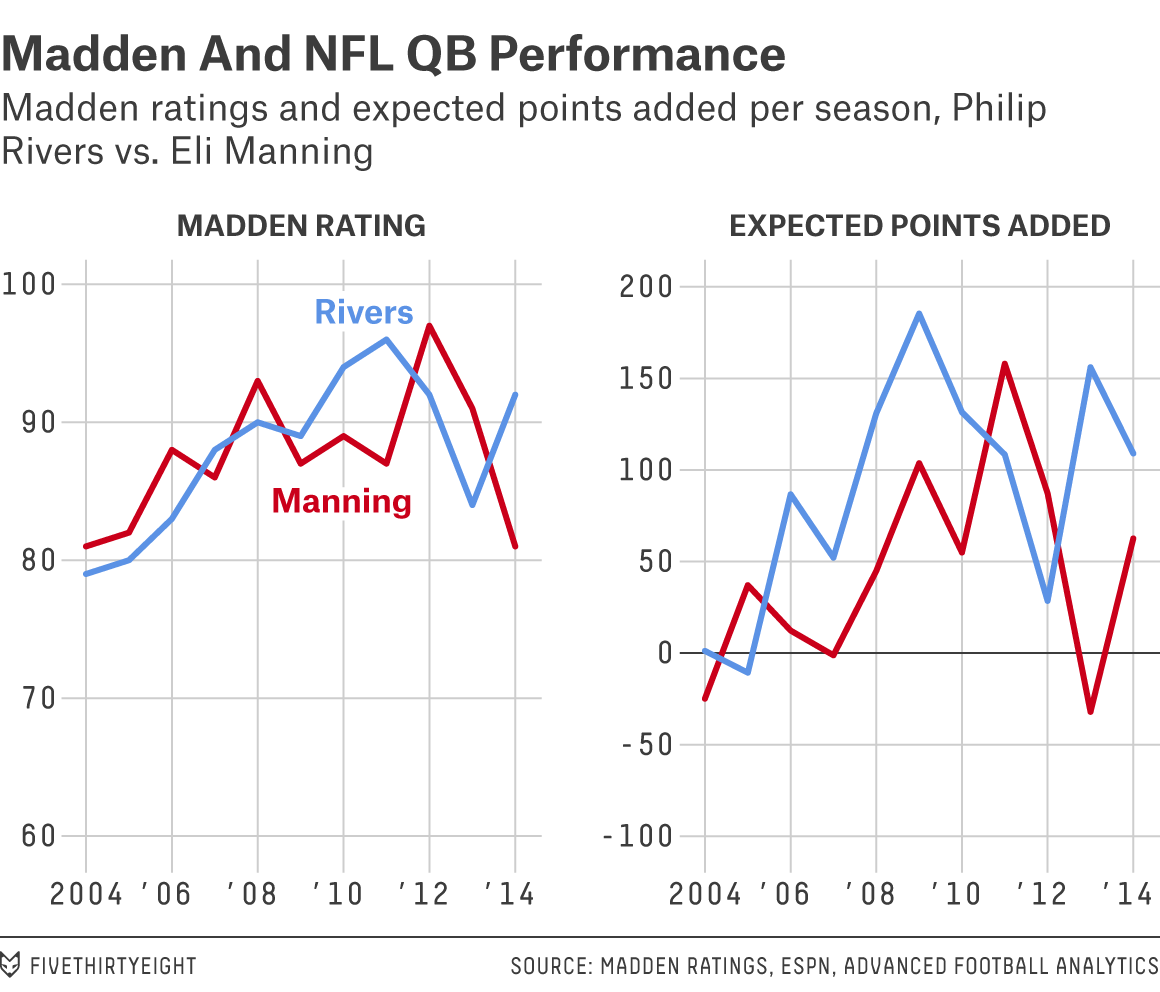 Madden And NFL QB Performance
Madden ratings and expected points added per season, Philip
Rivers vs. Eli Manning
MADDEN RATING
100
90
80
70
60
Rivers
Manning
2004 ’06 ’08 ’10 ’12 ’14
EXPECTED POINTS ADDED
200
150
100
50
0
-50
-100
2004 ’06 ’08 ’10 ’12 ’14
FIVETHIRTYEIGHT
SOURCE: MADDEN RATINGS, ESPN, ADVANCED FOOTBALL ANALYTICS